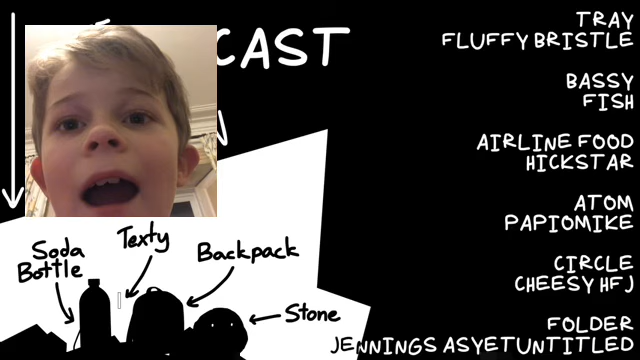 CAST
N
Soda
Bottle
Texty
Backpack
Stone
TRAY
FLUFFY BRISTLE
BASSY
FISH
AIRLINE FOOD
HICKSTAR
ATOM
PAPIOMIKE
CIRCLE
CHEESY HFJ
FOLDER
JENNINGS ASYETUNTITLED